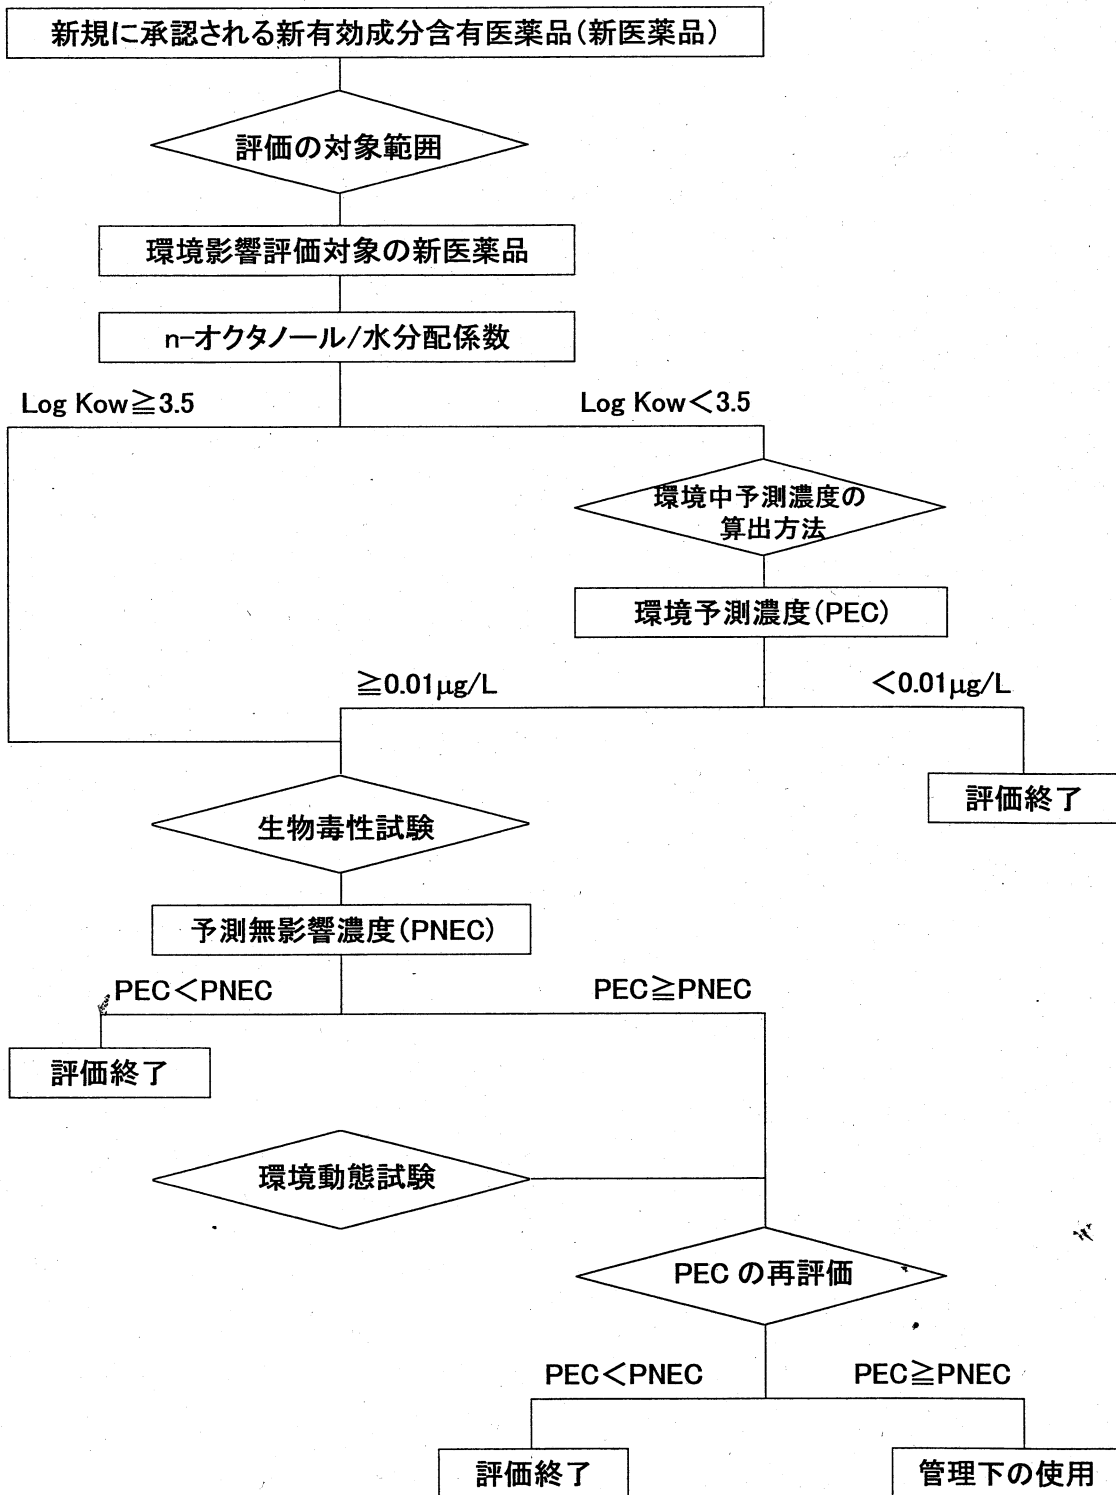 新規に承認される新有効成分含有医薬品(新医薬品)
評価の対象範囲
環境影響評価対象の新医薬品
n-オクタノール/水分配係数
Log Kow≧3.5
Log Kow<3.5
環境中予測濃度の
算出方法
環境予測濃度(PEC)
≧0.01μg/L
<0.01μg/L
評価終了
生物毒性試験
予測無影響濃度(PNEC)
PEC<PNEC
PEC≧PNEC
評価終了
環境動態試験
PEC の再評価
PEC<PNEC
PEC≧PNEC
評価終了
管理下の使用